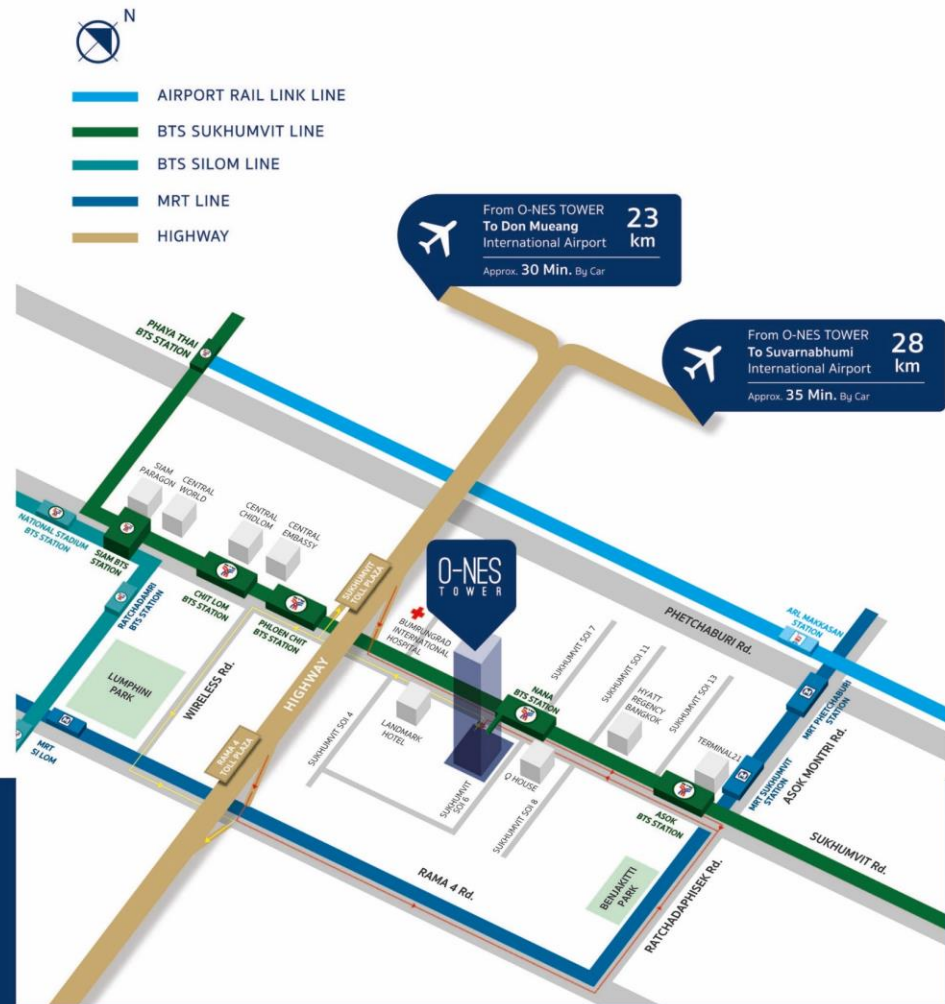 N
AIRPORT RAIL LINK LINE
BTS SUKHUMVIT LINE
BTS SILOM LINE
MRT LINE
HIGHWAY
From O-NES TOWER
To Don Mueang
International Airport
23
km
Approx. 30 Min. By Car
From O-NES TOWER
To Suvarnabhumi
International Airport
28
km
Approx. 35 Min. By Car
PHAYA THAI
BTS STATION
SIAM
PARAGON
CENTRAL
WORLD
CENTRAL
CHIDLOM
CENTRAL
EMBASSY
NATIONAL STADIUM
BTS STATION
SIAM BTS
STATION
RATCHADAMRI
BTS STATION
CHIT LOM
BTS STATION
PHLOEN CHIT
BTS STATION
SUKHUMVIT
TOLL PLAZA
O-NES
TOWER
BUMRUNGRAD
INTERNATIONAL
HOSPITAL
PHETCHABURI Rd.
ARL MAKKASAN
STATION
LUMPHINI
PARK
WIRELESS Rd.
HIGHWAY
RAMA 4
TOLL PLAZA
MRT
SI LOM
SUKHUMVIT SOI 4
LANDMARK
HOTEL
SUKHUMVIT
SOI 6
NANA
BTS STATION
SUKHUMVIT SOI 7
SUKHUMVIT SOI 11
HYATT
REGENCY
BANGKOK
SUKHUMVIT SOI 13
Q HOUSE
SUKHUMVIT SOI 8
TERMINAL21
ASOK
BTS STATION
MRT SUKHUMVIT
STATION
MRT PHETCHABURI
STATION
ASOK MONTRI Rd.
SUKHUMVIT Rd.
RAMA 4 Rd.
BENJAKITTI
PARK
RATCHADAPHISEK Rd.